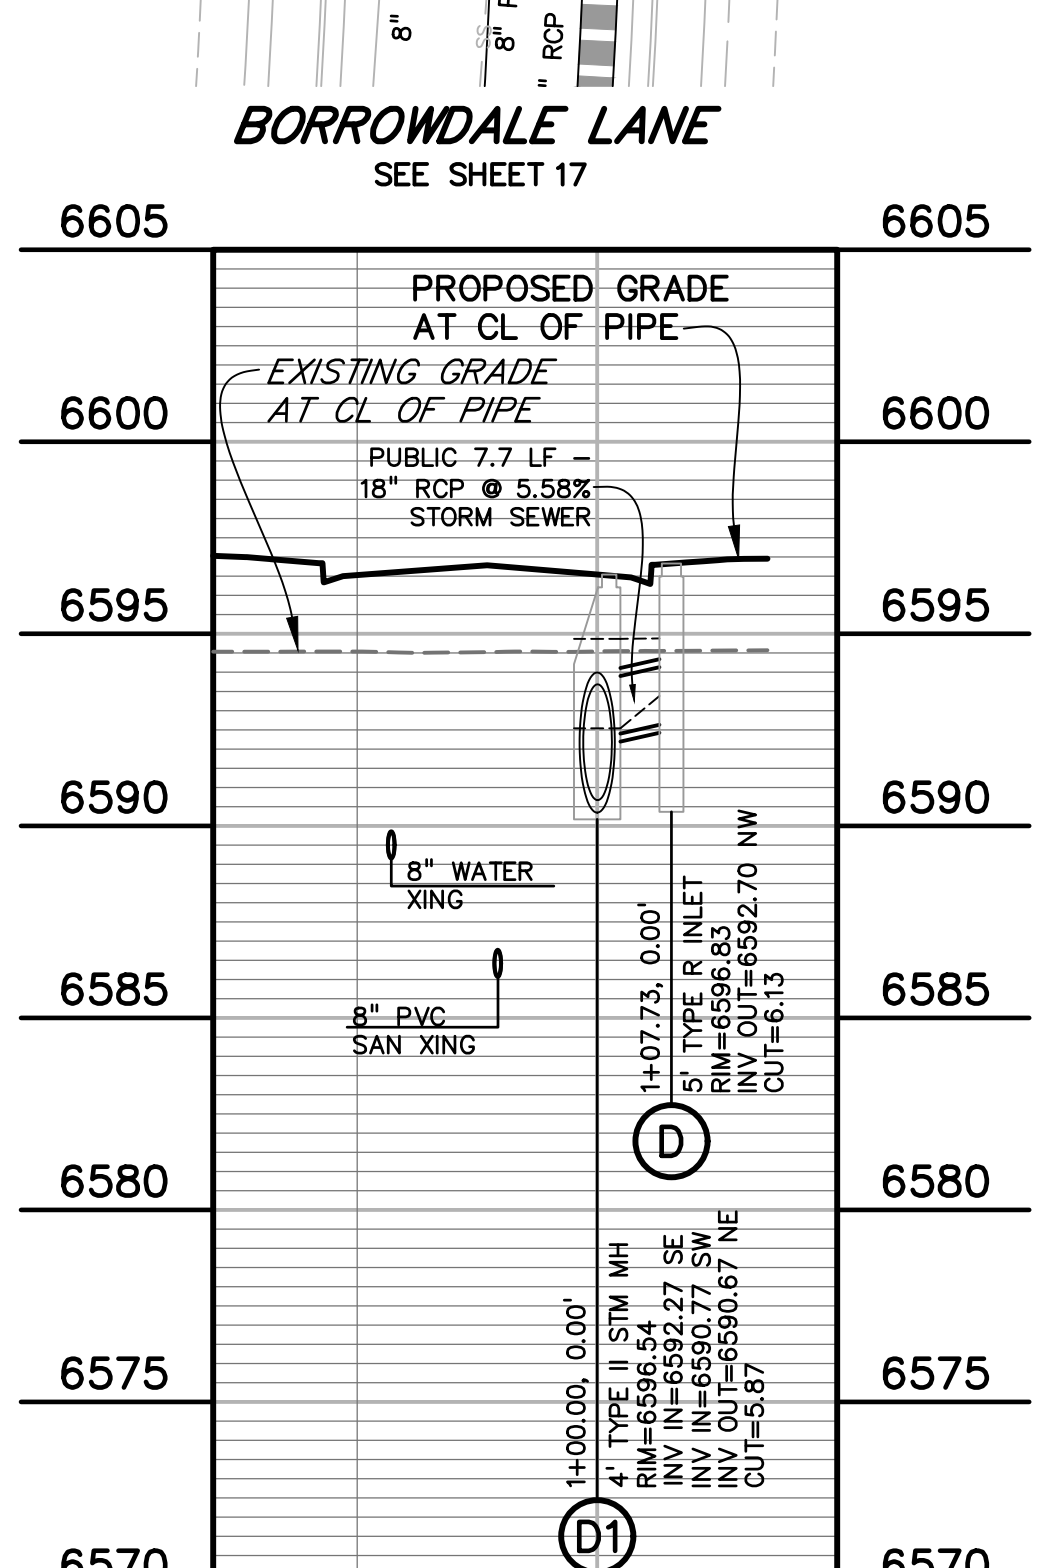 8"
SS
8"
RCP
BORROWDALE LANE
SEE SHEET 17
6605
6605
PROPOSED GRADE
AT CL OF PIPE
EXISTING GRADE
AT CL OF PIPE
6600
6600
PUBLIC 7.7 LF –
18" RCP @ 5.58%
STORM SEWER
6595
6595
6590
6590
8" WATER
XING
6585
6585
8" PVC
SAN XING
1+07.73, 0.00'
5' TYPE R INLET
RIM=6596.83
INV OUT=6592.70 NW
CUT=6.13
D
6580
6580
1+00.00, 0.00'
4' TYPE II STM MH
RIM=6596.54
INV IN=6592.27 SE
INV IN=6590.77 SW
INV OUT=6590.67 NE
CUT=5.87
6575
6575
D1
6570
6570